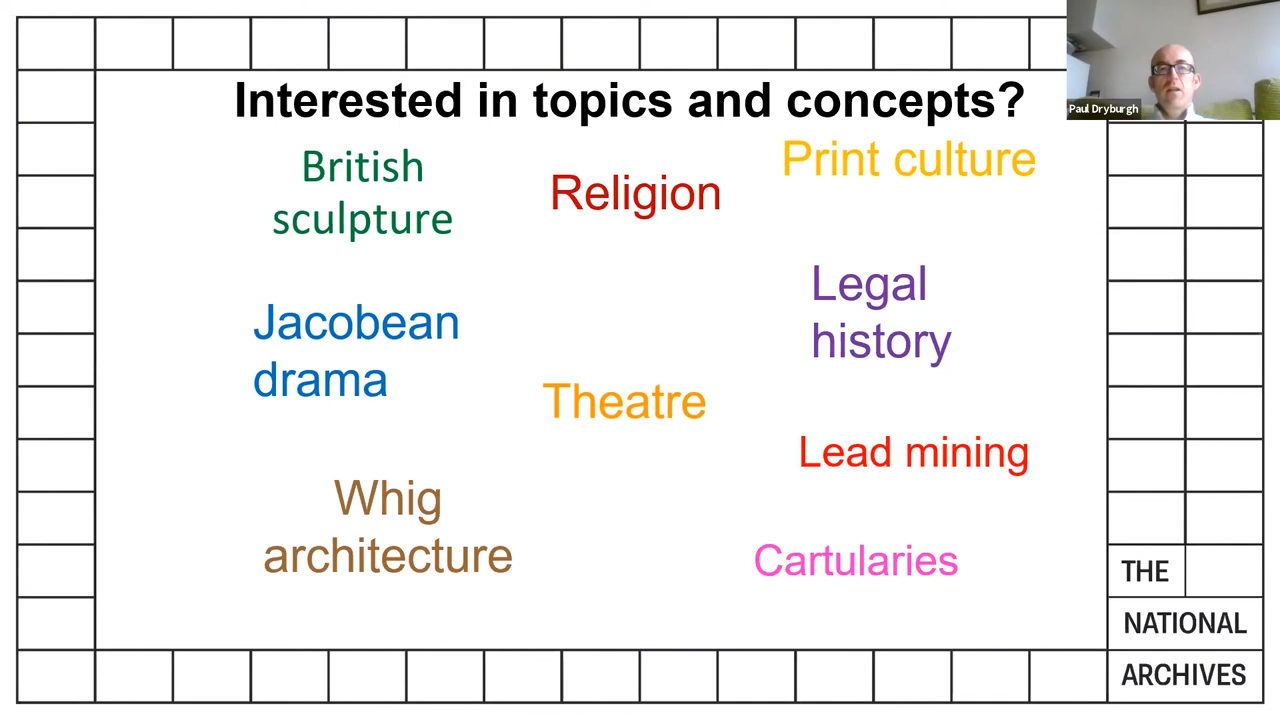 Interested in topics and concepts?
Paul Dryburgh
British
sculpture
Religion
Print culture
Jacobean
drama
Legal
history
Theatre
Lead mining
Whig
architecture
Cartularies
THE
NATIONAL
ARCHIVES